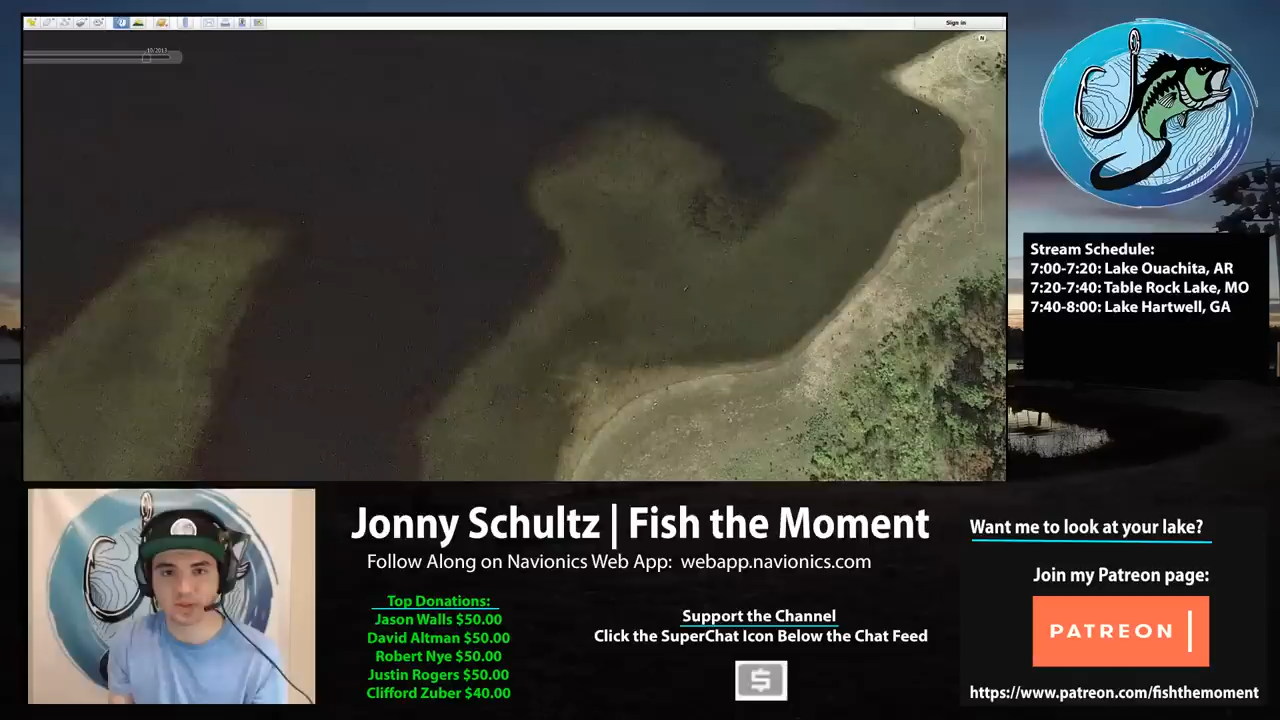 Sign in
10/2013
N
Stream Schedule:
7:00-7:20: Lake Ouachita, AR
7:20-7:40: Table Rock Lake, MO
7:40-8:00: Lake Hartwell, GA
Jonny Schultz | Fish the Moment
Follow Along on Navionics Web App: webapp.navionics.com
Top Donations:
Jason Walls $50.00
David Altman $50.00
Robert Nye $50.00
Justin Rogers $50.00
Clifford Zuber $40.00
Support the Channel
Click the SuperChat Icon Below the Chat Feed
$
Want me to look at your lake?
Join my Patreon page:
PATREON
https://www.patreon.com/fishthemoment